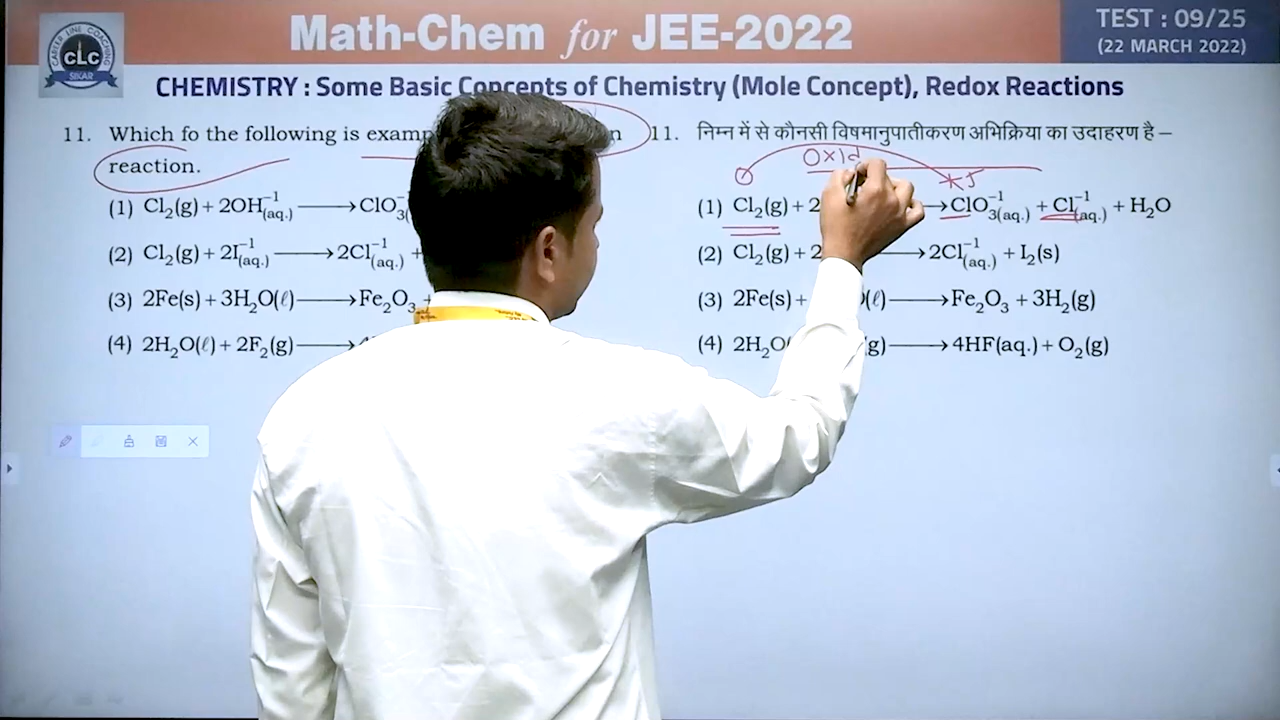 Math-Chem for JEE-2022
TEST : 09/25
(22 MARCH 2022)
CAREER LINE COACHING
CLC
SIKAR
CHEMISTRY : Some Basic Concepts of Chemistry (Mole Concept), Redox Reactions
11. Which fo the following is
reaction.
(1) Cl₂(g) + 2OH⁻¹(aq.) ⟶ ClO
(2) Cl₂(g) + 2I⁻¹(aq.) ⟶ 2Cl⁻¹(aq.) +
(3) 2Fe(s) + 3H₂O(ℓ) ⟶ Fe₂O₃
(4) 2H₂O(ℓ) + 2F₂(g) ⟶
11. निम्न में से कौनसी विषमानुपातीकरण अभिक्रिया का उदाहरण है –
Oxid
0 +5
(1) Cl₂(g) + 2 ⟶ ClO₃⁻¹(aq.) + Cl⁻¹(aq.) + H₂O
(2) Cl₂(g) + 2 ⟶ 2Cl⁻¹(aq.) + I₂(s)
(3) 2Fe(s) + (ℓ) ⟶ Fe₂O₃ + 3H₂(g)
(4) 2H₂O (g) ⟶ 4HF(aq.) + O₂(g)